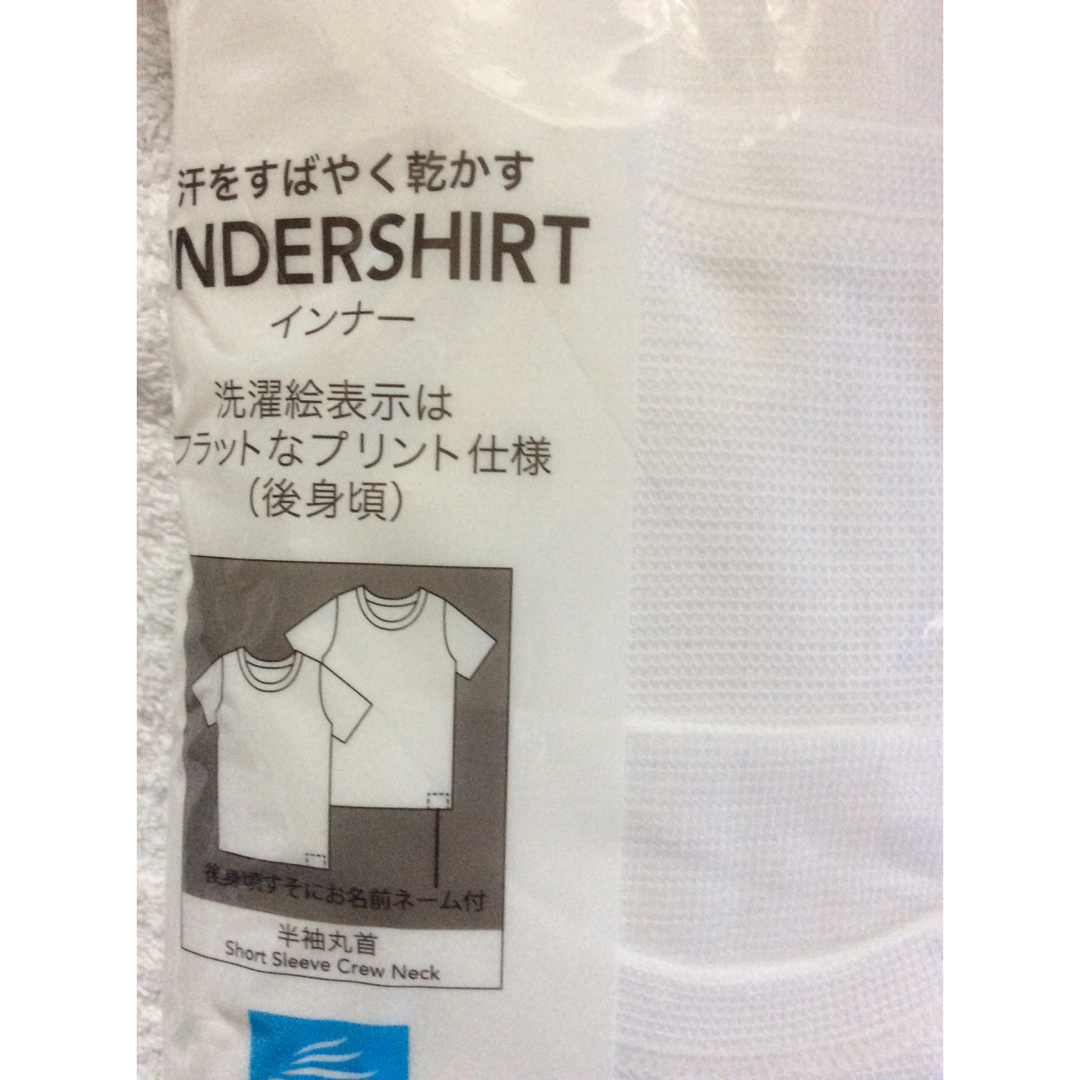 汗をすばやく乾かす
UNDERSHIRT
インナー
洗濯絵表示は
フラットなプリント仕様
(後身頃)
後身頃すそにお名前ネーム付
半袖丸首
Short Sleeve Crew Neck